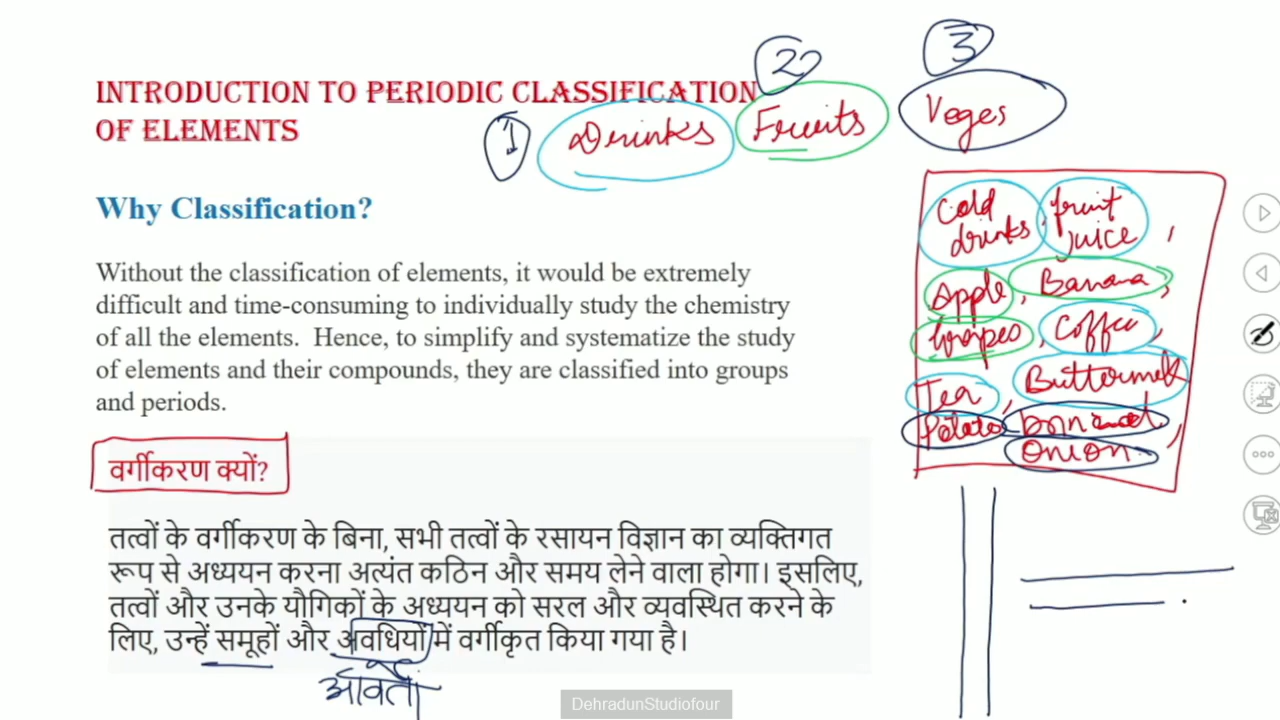 INTRODUCTION TO PERIODIC CLASSIFICATION
OF ELEMENTS
1 Drinks
2 Fruits
3 Veges
Why Classification?
Without the classification of elements, it would be extremely
difficult and time-consuming to individually study the chemistry
of all the elements. Hence, to simplify and systematize the study
of elements and their compounds, they are classified into groups
and periods.
Cold drinks, fruit juice,
Apple, Banana,
Grapes, Coffee,
Tea, Buttermilk
Potato
Onion
वर्गीकरण क्यों?
तत्वों के वर्गीकरण के बिना, सभी तत्वों के रसायन विज्ञान का व्यक्तिगत
रूप से अध्ययन करना अत्यंत कठिन और समय लेने वाला होगा। इसलिए,
तत्वों और उनके यौगिकों के अध्ययन को सरल और व्यवस्थित करने के
लिए, उन्हें समूहों और अवधियों में वर्गीकृत किया गया है।
DehradunStudiofour